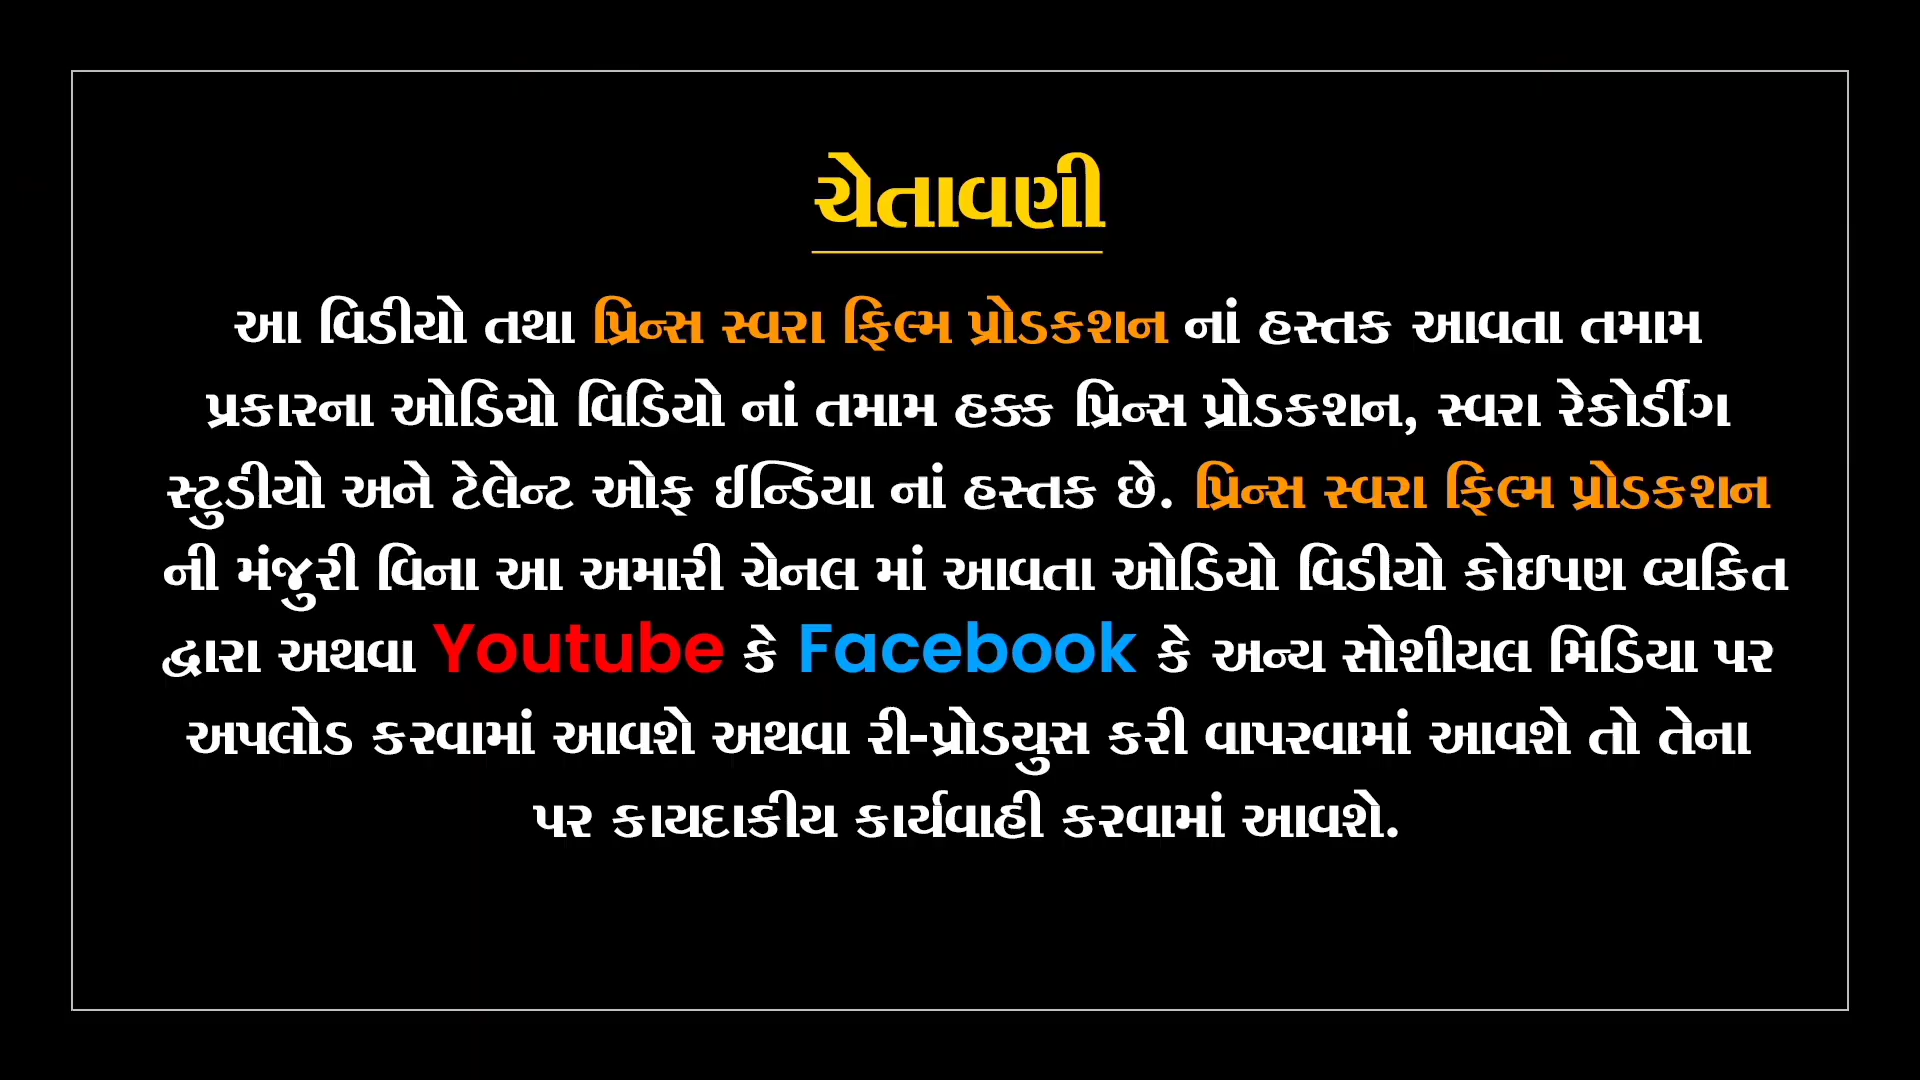 ચેતાવણી
આ વિડીયો તથા પ્રિન્સ સ્વરા ફિલ્મ પ્રોડકશન નાં હસ્તક આવતા તમામ
પ્રકારના ઓડિયો વિડિયો નાં તમામ હક્ક પ્રિન્સ પ્રોડકશન, સ્વરા રેકોર્ડીંગ
સ્ટુડીયો અને ટેલેન્ટ ઓફ ઈન્ડિયા નાં હસ્તક છે. પ્રિન્સ સ્વરા ફિલ્મ પ્રોડકશન
ની મંજુરી વિના આ અમારી ચેનલ માં આવતા ઓડિયો વિડીયો કોઇપણ વ્યકિત
દ્વારા અથવા Youtube કે Facebook કે અન્ય સોશીયલ મિડિયા પર
અપલોડ કરવામાં આવશે અથવા રી-પ્રોડયુસ કરી વાપરવામાં આવશે તો તેના
પર કાયદાકીય કાર્યવાહી કરવામાં આવશે.